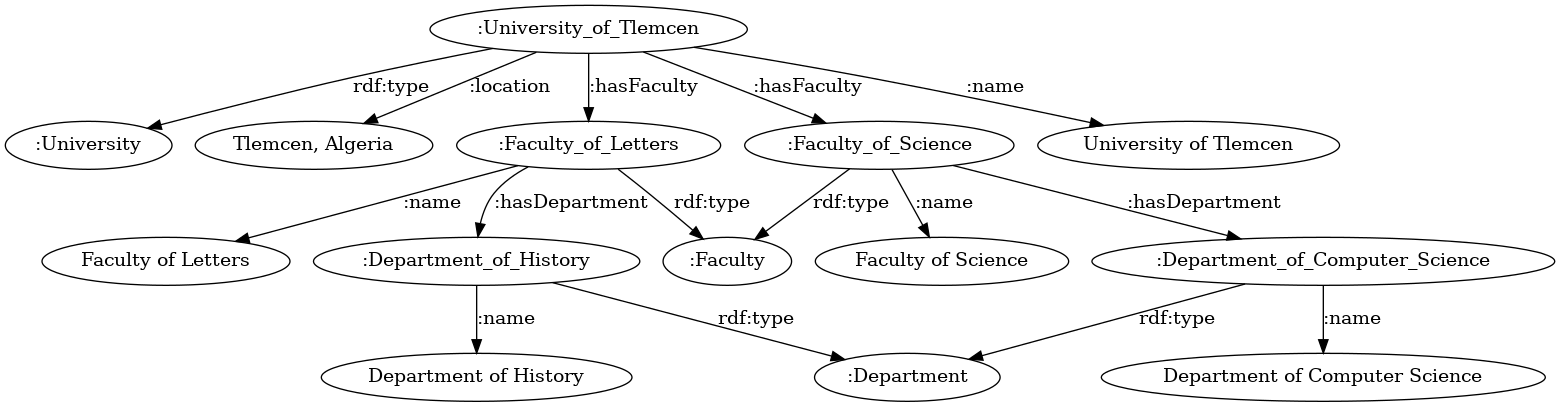 :University_of_Tlemcen
rdf:type
:location
:hasFaculty
:hasFaculty
:name
:University
Tlemcen, Algeria
:Faculty_of_Letters
:Faculty_of_Science
University of Tlemcen
:name
:hasDepartment
rdf:type
rdf:type
:name
:hasDepartment
Faculty of Letters
:Department_of_History
:Faculty
Faculty of Science
:Department_of_Computer_Science
:name
rdf:type
rdf:type
:name
Department of History
:Department
Department of Computer Science